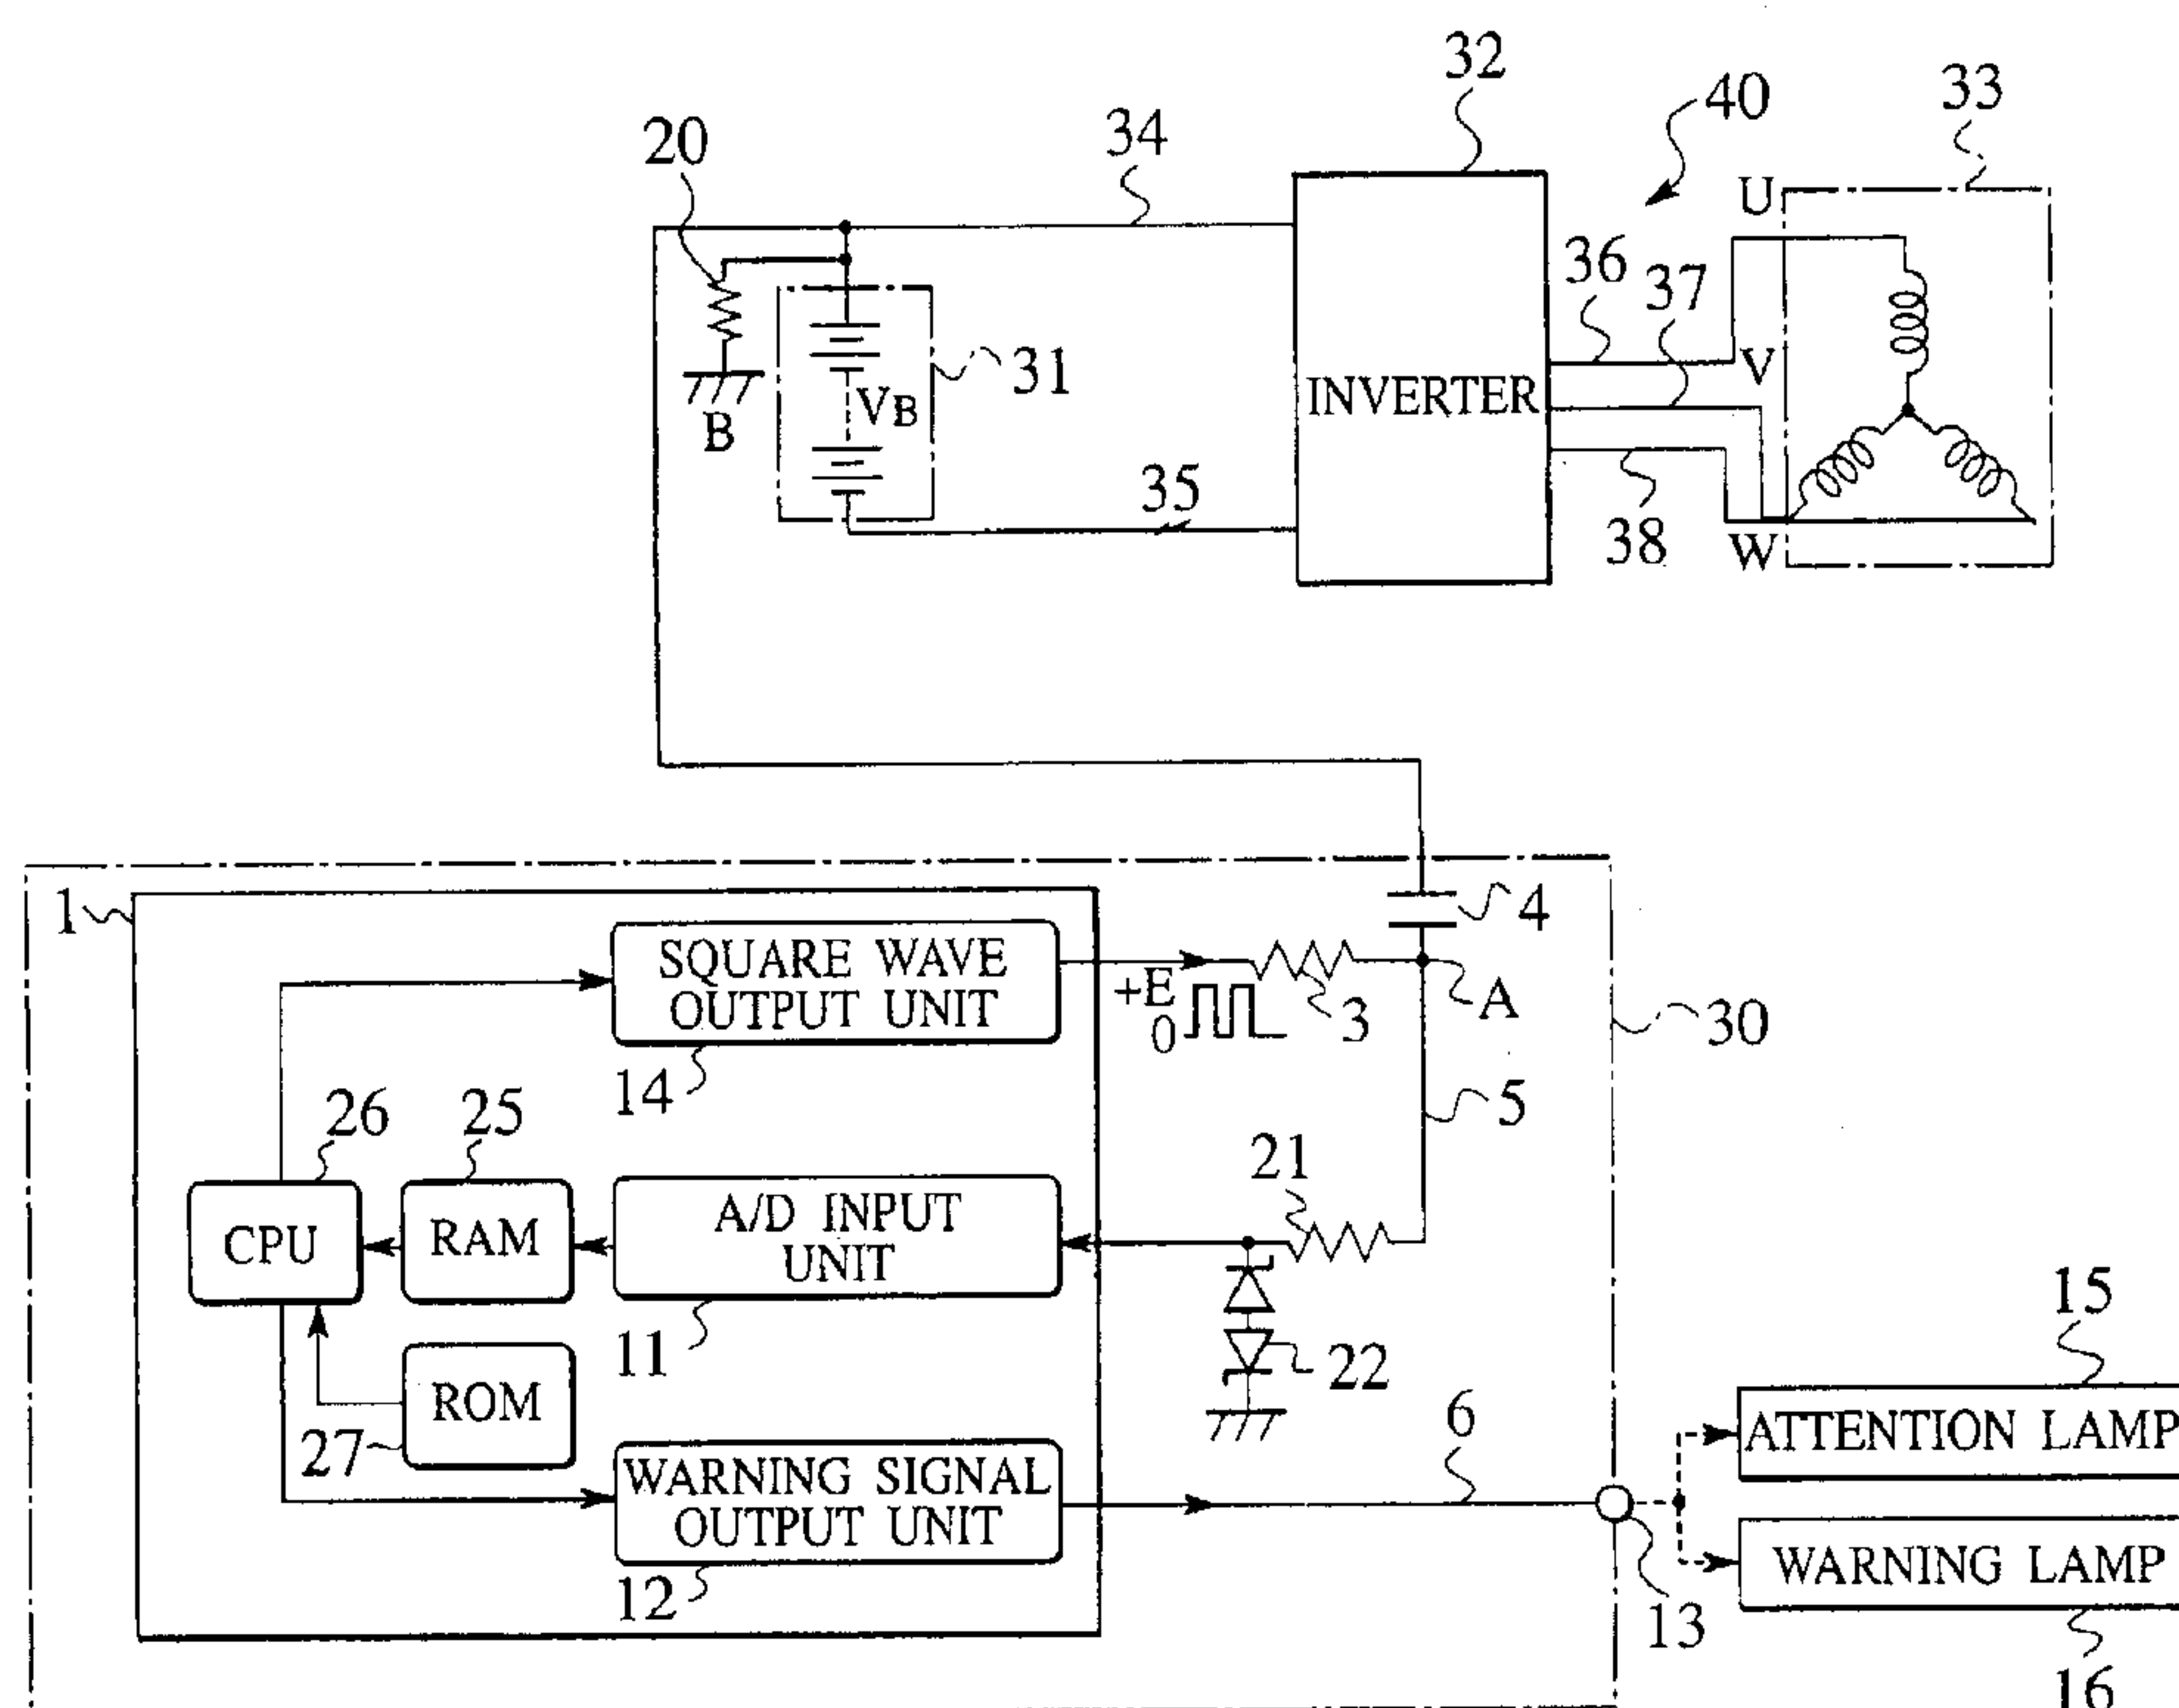 32
40
33
34
20
U
36
37
V
31
INVERTER
VB
B
35
38
W
1
4
SQUARE WAVE
OUTPUT UNIT
+E
0
3
A
30
14
26
25
5
21
CPU
RAM
A/D INPUT
UNIT
15
11
22
ROM
6
ATTENTION LAMP
27
WARNING SIGNAL
OUTPUT UNIT
WARNING LAMP
12
13
16